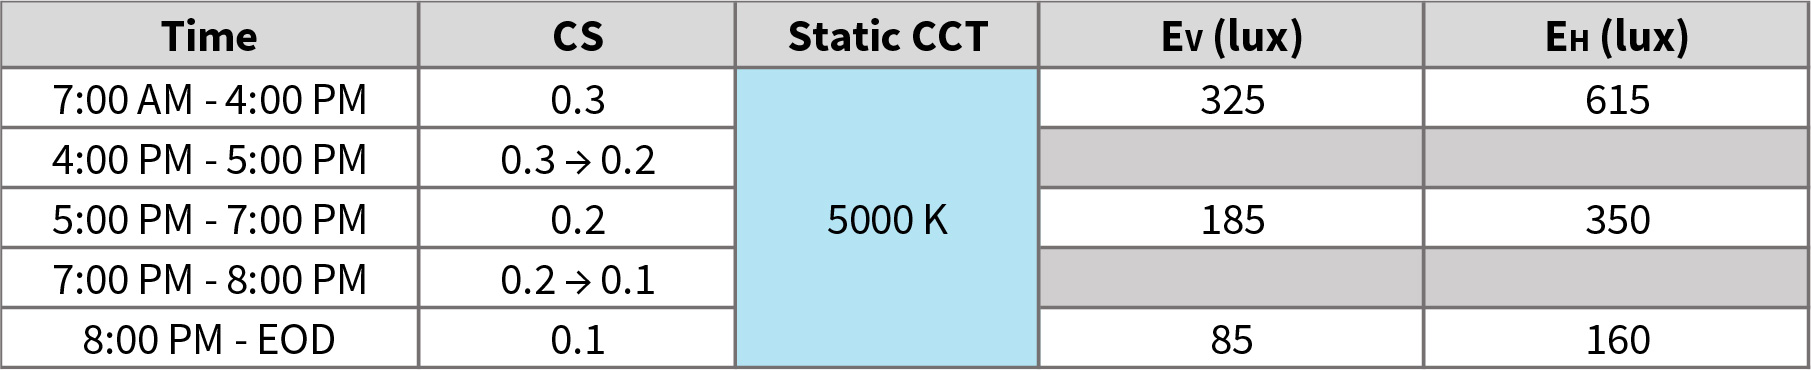 Time CS Static CCT EV (lux) EH (lux)
7:00 AM - 4:00 PM 0.3 325 615
4:00 PM - 5:00 PM 0.3 → 0.2
5:00 PM - 7:00 PM 0.2 5000 K 185 350
7:00 PM - 8:00 PM 0.2 → 0.1
8:00 PM - EOD 0.1 85 160